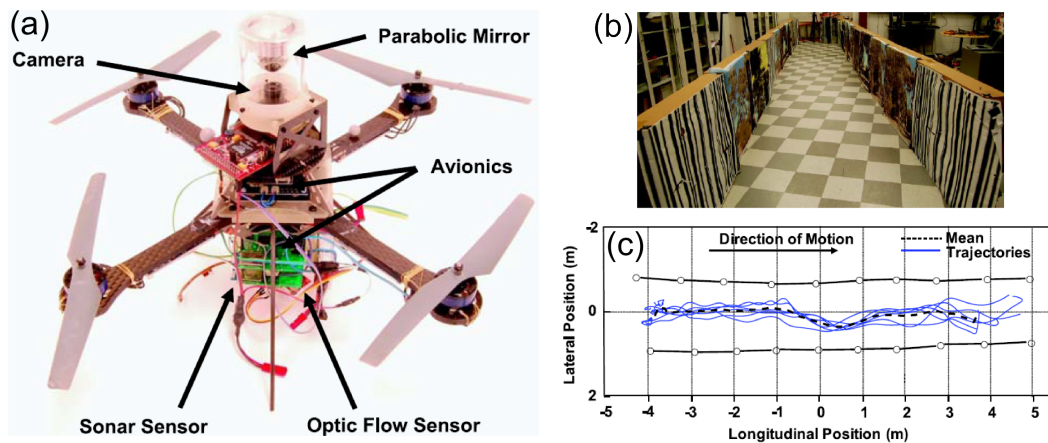 (a)
Parabolic Mirror
Camera
Avionics
Sonar Sensor
Optic Flow Sensor
(b)
(c)
Direction of Motion
Mean
Trajectories
Lateral Position (m)
-2
0
2
-5 -4 -3 -2 -1 0 1 2 3 4 5
Longitudinal Position (m)